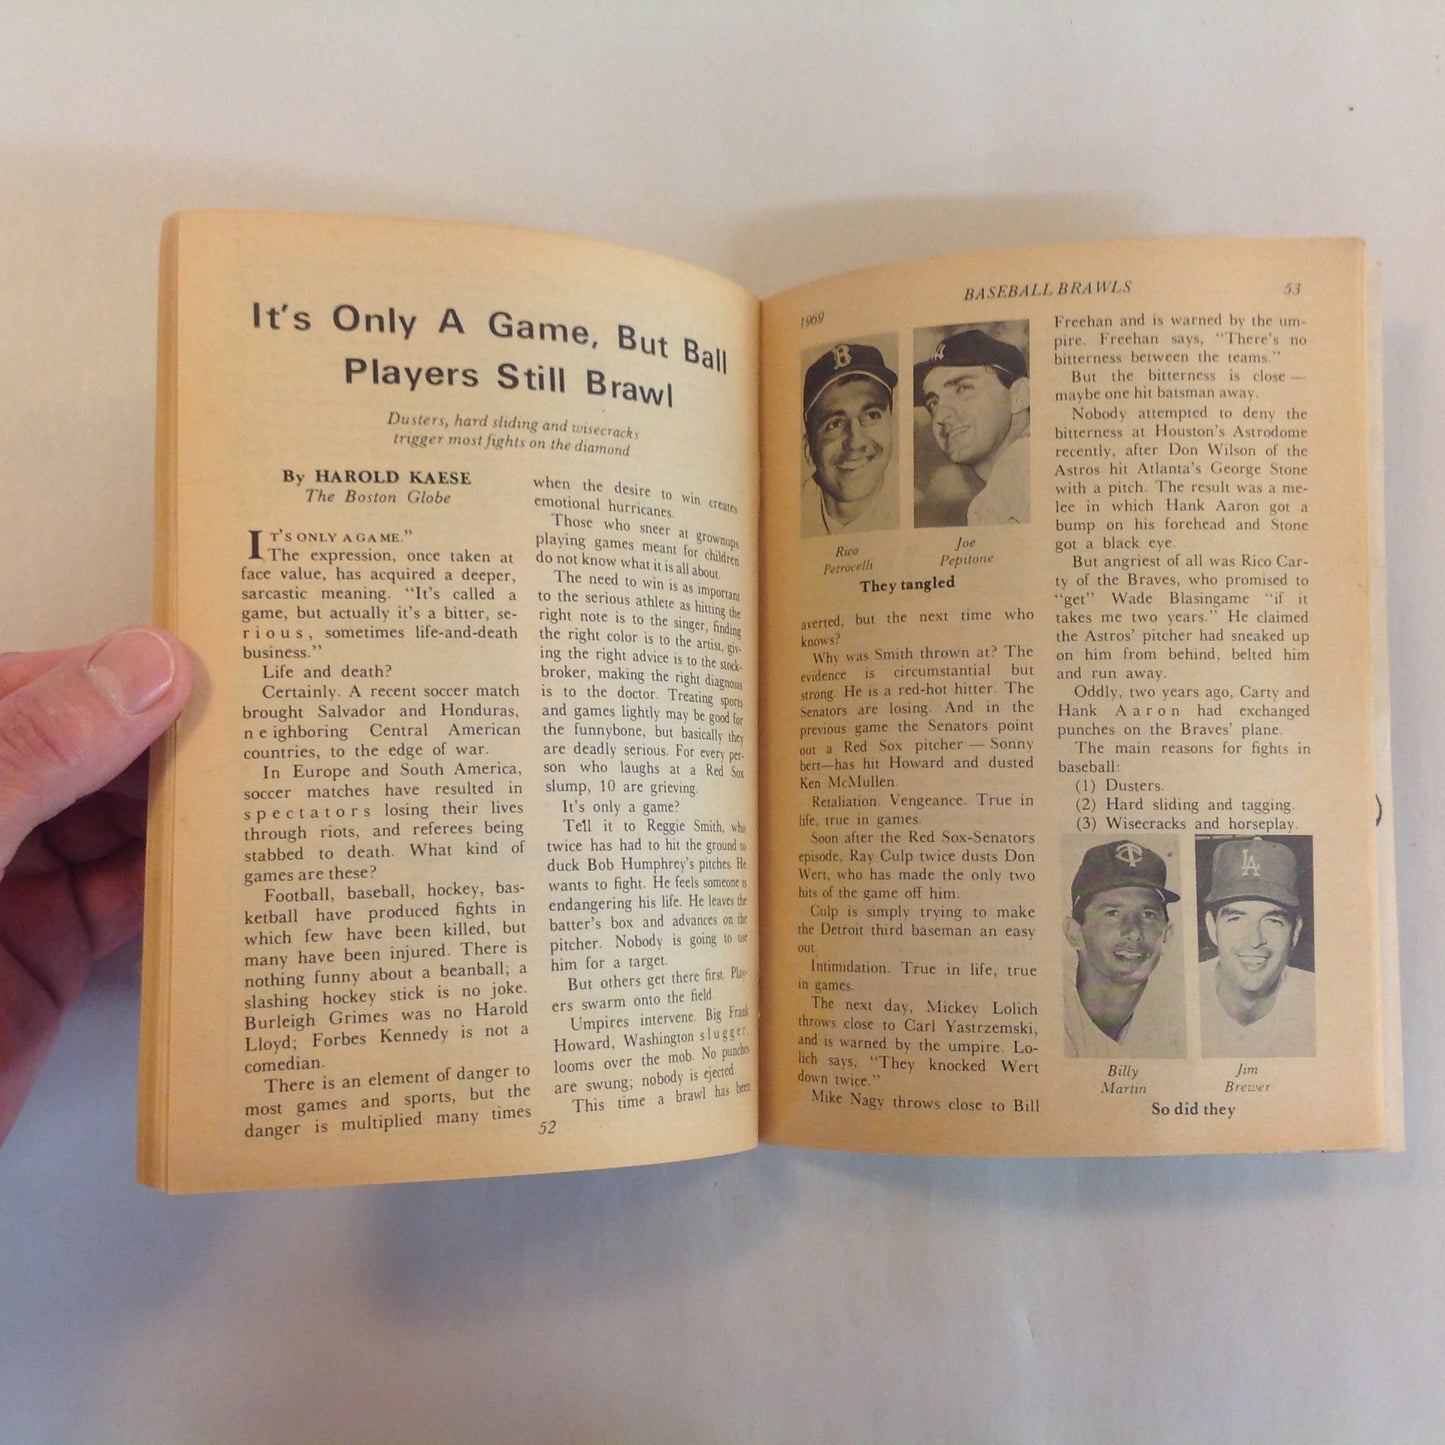 It's Only A Game, But Ball
Players Still Brawl
Dusters, hard sliding and wisecracks
trigger most fights on the diamond
By HAROLD KAESE
The Boston Globe
IT'S ONLY A GAME."
The expression, once taken at
face value, has acquired a deeper,
sarcastic meaning. "It's called a
game, but actually it's a bitter, se-
rious, sometimes life-and-death
business."
Life and death?
Certainly. A recent soccer match
brought Salvador and Honduras,
neighboring Central American
countries, to the edge of war.
In Europe and South America,
soccer matches have resulted in
spectators losing their lives
through riots, and referees being
stabbed to death. What kind of
games are these?
Football, baseball, hockey, bas-
ketball have produced fights in
which few have been killed, but
many have been injured. There is
nothing funny about a beanball; a
slashing hockey stick is no joke.
Burleigh Grimes was no Harold
Lloyd; Forbes Kennedy is not a
comedian.
There is an element of danger to
most games and sports, but the
danger is multiplied many times
when the desire to win creates
emotional hurricanes.
Those who sneer at grownups
playing games meant for children
do not know what it is all about.
The need to win is as important
to the serious athlete as hitting the
right note is to the singer, finding
the right color is to the artist, giv-
ing the right advice is to the stock-
broker, making the right diagnosis
is to the doctor. Treating sports
and games lightly may be good for
the funnybone, but basically they
are deadly serious. For every per-
son who laughs at a Red Sox
slump, 10 are grieving.
It's only a game?
Tell it to Reggie Smith, who
twice has had to hit the ground to
duck Bob Humphrey's pitches. He
wants to fight. He feels someone is
endangering his life. He leaves the
batter's box and advances on the
pitcher. Nobody is going to use
him for a target.
But others get there first. Play-
ers swarm onto the field.
Umpires intervene. Big Frank
Howard, Washington slugger,
looms over the mob. No punches
are swung; nobody is ejected.
This time a brawl has been
52
BASEBALL BRAWLS
53
1969
Rico
Petrocelli
Joe
Pepitone
They tangled
averted, but the next time who
knows?
Why was Smith thrown at? The
evidence is circumstantial but
strong. He is a red-hot hitter. The
Senators are losing. And in the
previous game the Senators point
out a Red Sox pitcher — Sonny
bert—has hit Howard and dusted
Ken McMullen.
Retaliation. Vengeance. True in
life, true in games.
Soon after the Red Sox-Senators
episode, Ray Culp twice dusts Don
Wert, who has made the only two
hits of the game off him.
Culp is simply trying to make
the Detroit third baseman an easy
out.
Intimidation. True in life, true
in games.
The next day, Mickey Lolich
throws close to Carl Yastrzemski,
and is warned by the umpire. Lo-
lich says, "They knocked Wert
down twice."
Mike Nagy throws close to Bill
Freehan and is warned by the um-
pire. Freehan says, "There's no
bitterness between the teams."
But the bitterness is close —
maybe one hit batsman away.
Nobody attempted to deny the
bitterness at Houston's Astrodome
recently, after Don Wilson of the
Astros hit Atlanta's George Stone
with a pitch. The result was a me-
lee in which Hank Aaron got a
bump on his forehead and Stone
got a black eye.
But angriest of all was Rico Car-
ty of the Braves, who promised to
"get" Wade Blasingame "if it
takes me two years." He claimed
the Astros' pitcher had sneaked up
on him from behind, belted him
and run away.
Oddly, two years ago, Carty and
Hank Aaron had exchanged
punches on the Braves' plane.
The main reasons for fights in
baseball:
(1) Dusters.
(2) Hard sliding and tagging.
(3) Wisecracks and horseplay.
Billy
Martin
Jim
Brewer
So did they